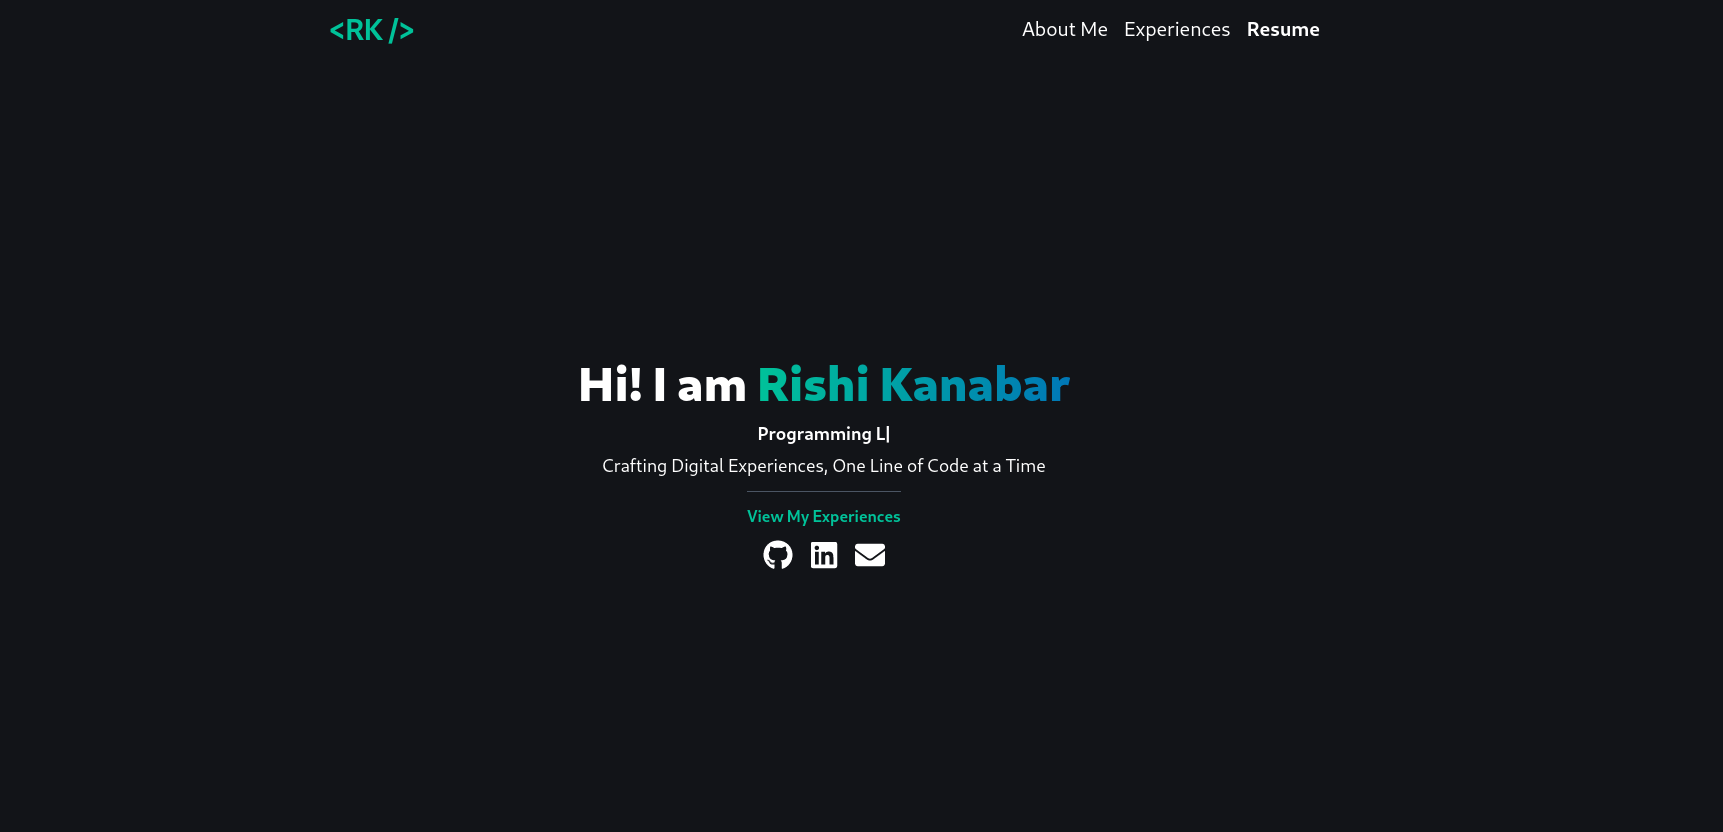 <RK />
About Me Experiences Resume
Hi! I am Rishi Kanabar
Programming L|
Crafting Digital Experiences, One Line of Code at a Time
View My Experiences
in